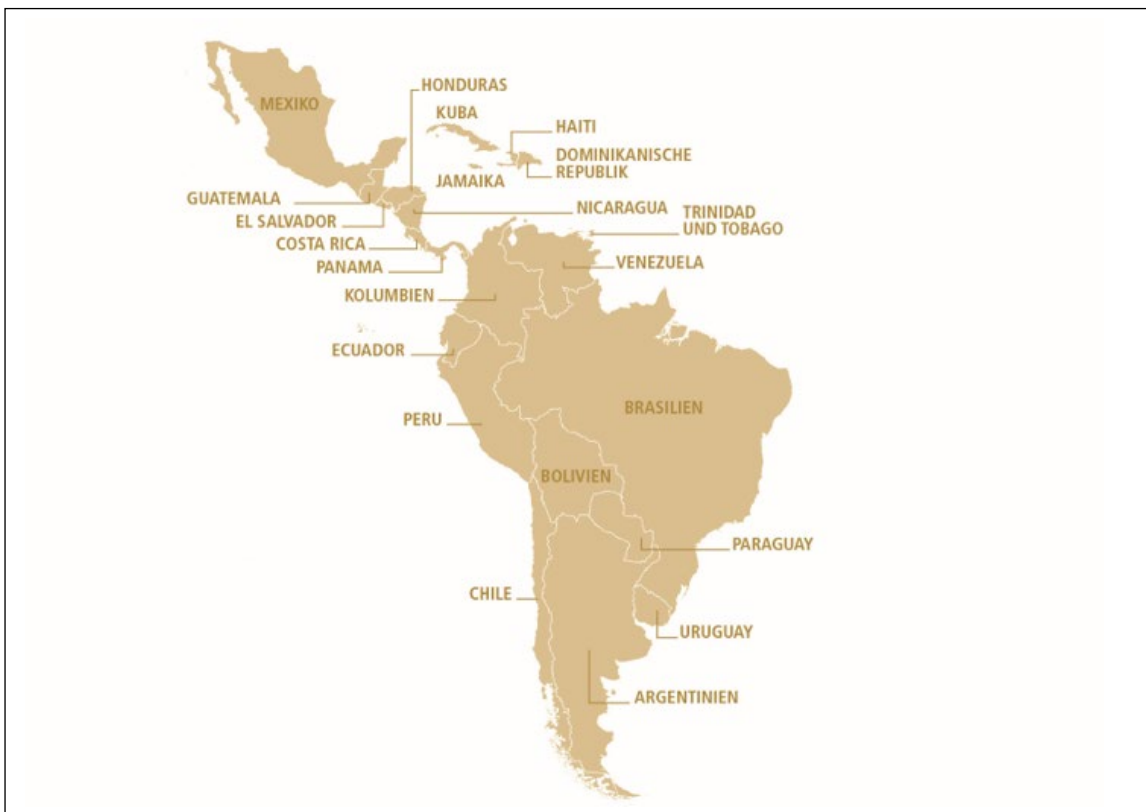 MEXIKO
HONDURAS
KUBA
HAITI
DOMINIKANISCHE
REPUBLIK
JAMAIKA
GUATEMALA
NICARAGUA
EL SALVADOR
TRINIDAD
UND TOBAGO
COSTA RICA
PANAMA
VENEZUELA
KOLUMBIEN
ECUADOR
BRASILIEN
PERU
BOLIVIEN
PARAGUAY
CHILE
URUGUAY
ARGENTINIEN